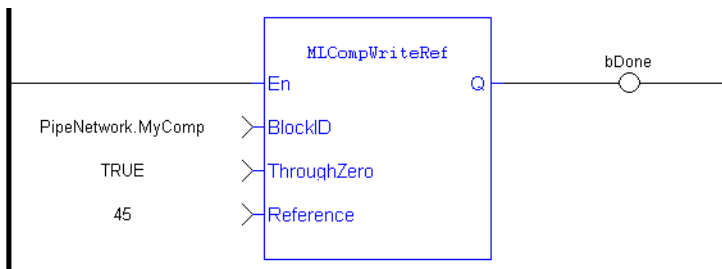 MLCompWriteRef
bDone
En Q
PipeNetwork.MyComp BlockID
TRUE ThroughZero
45 Reference